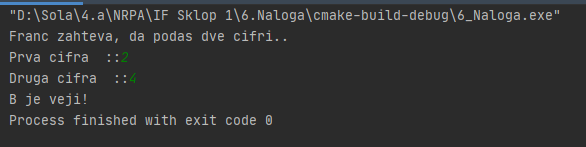 "D:\Sola\4.a\NRPA\IF Sklop 1\6.Naloga\cmake-build-debug\6_Naloga.exe"
Franc zahteva, da podas dve cifri..
Prva cifra  ::2
Druga cifra  ::4
B je veji!
Process finished with exit code 0